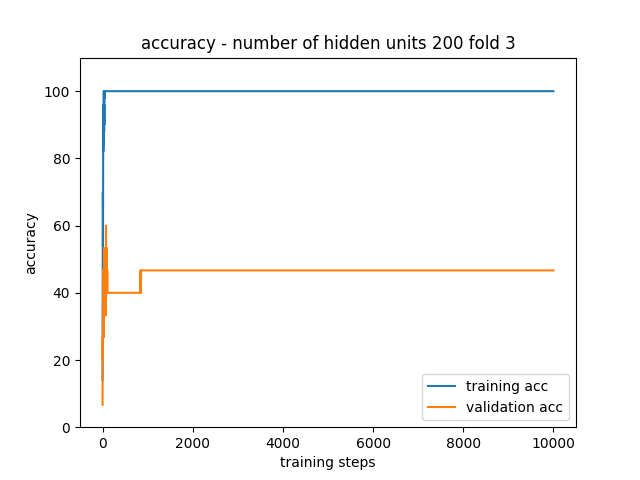 accuracy - number of hidden units 200 fold 3
100
80
60
40
20
0
accuracy
0 2000 4000 6000 8000 10000
training steps
training acc
validation acc